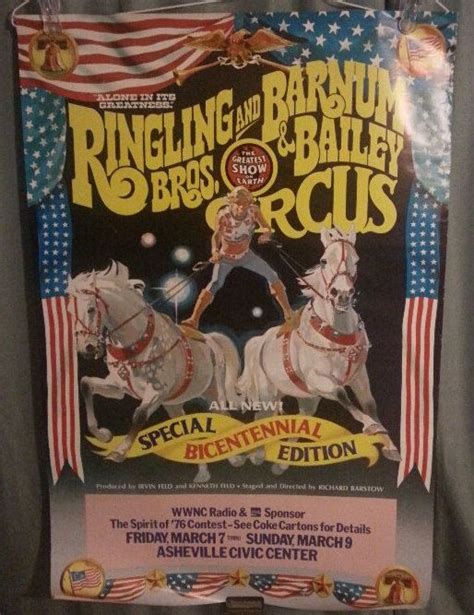 "ALONE IN ITS
GREATNESS."
RINGLING AND BARNUM
BROS. & BAILEY
CIRCUS
THE
GREATEST
SHOW
ON
EARTH
ALL NEW!
SPECIAL
BICENTENNIAL
EDITION
Produced by IRVIN FELD and KENNETH FELD • Staged and Directed by RICHARD BARSTOW
WWNC Radio & Sponsor
The Spirit of '76 Contest-See Coke Cartons for Details
FRIDAY, MARCH 7 THRU SUNDAY, MARCH 9
ASHEVILLE CIVIC CENTER